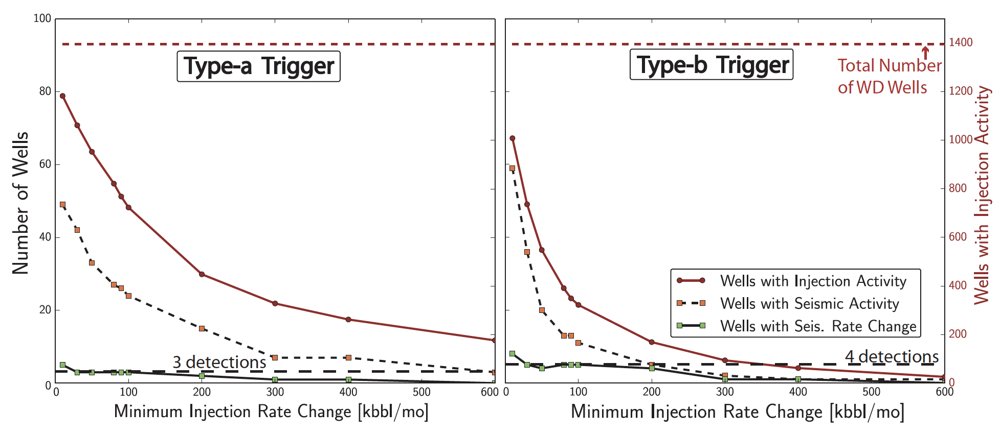 100
80
60
40
20
0
Number of Wells
Type-a Trigger
3 detections
0 100 200 300 400 500 600
Minimum Injection Rate Change [kbbl/mo]
Type-b Trigger
Total Number
of WD Wells
Wells with Injection Activity
Wells with Seismic Activity
Wells with Seis. Rate Change
4 detections
0 100 200 300 400 500 600
Minimum Injection Rate Change [kbbl/mo]
1400
1200
1000
800
600
400
200
0
Wells with Injection Activity